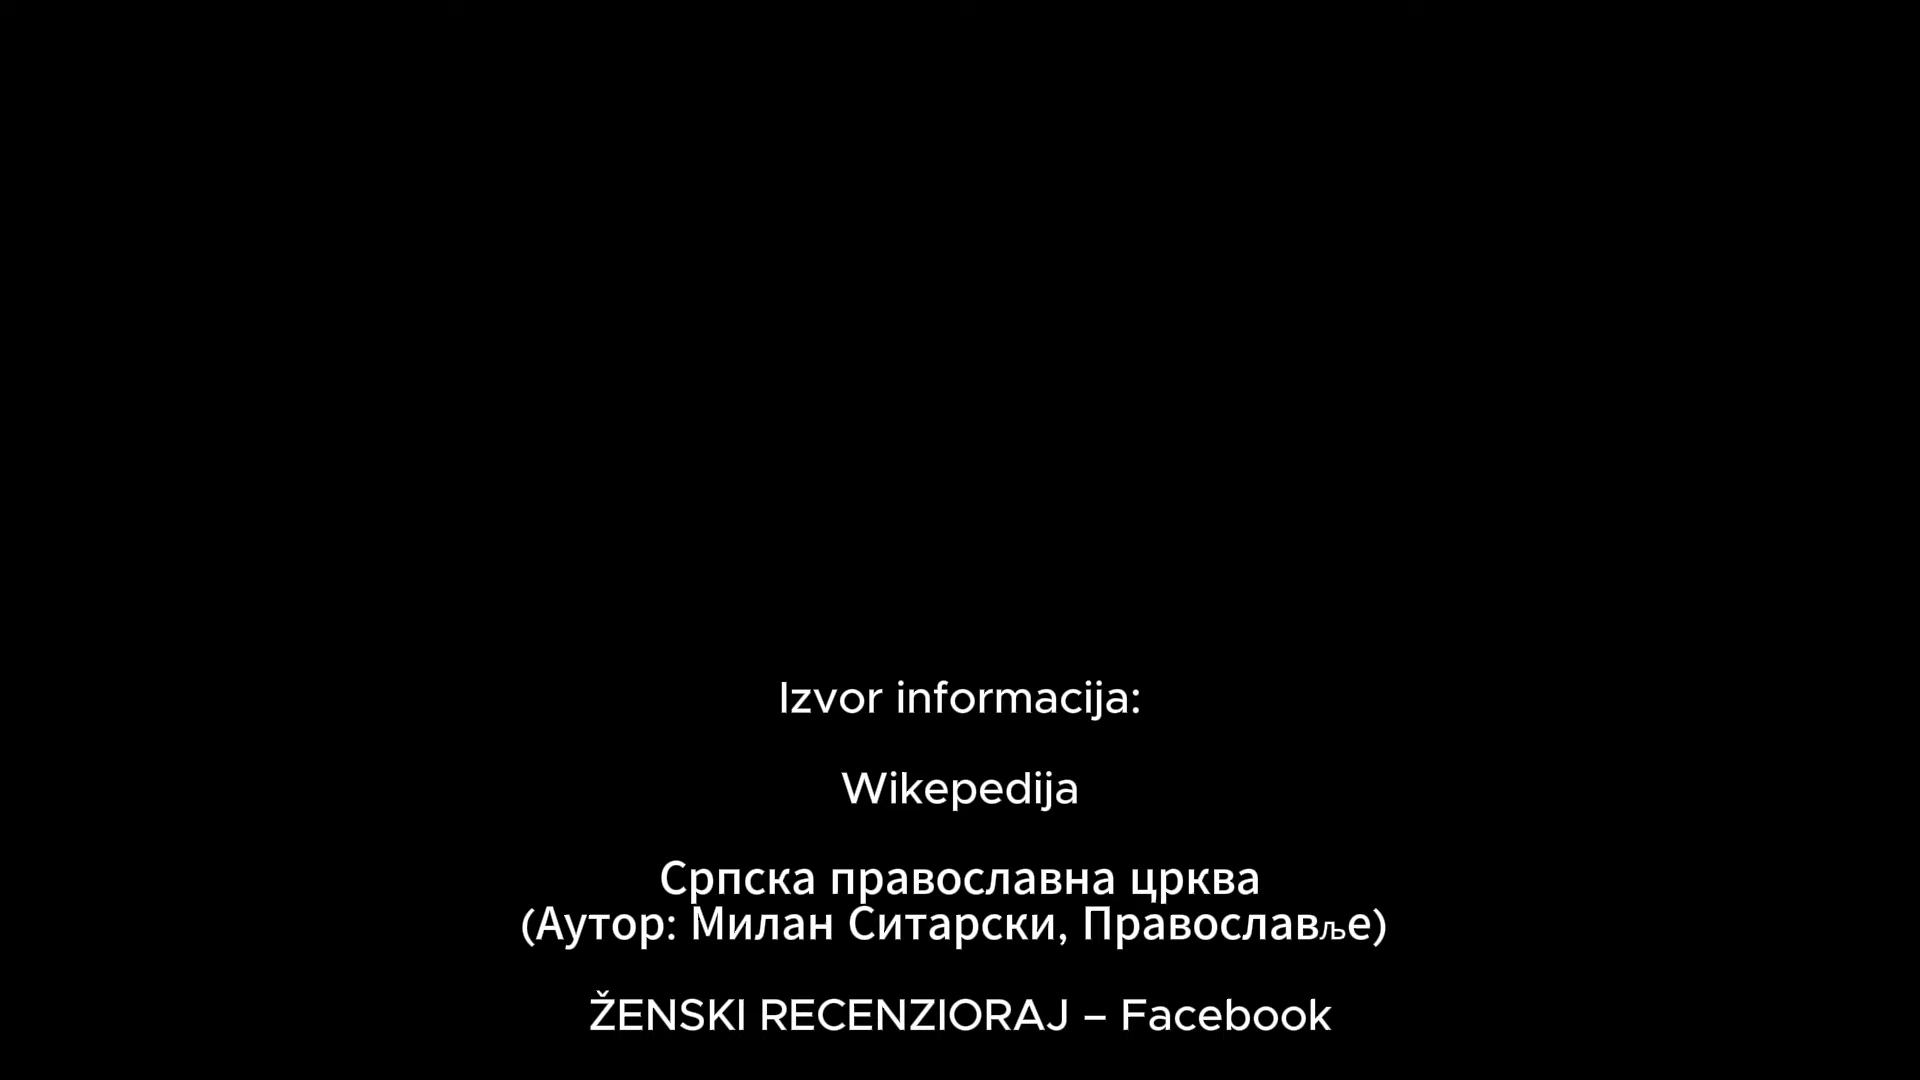 Izvor informacija:
Wikepedija
Српска православна црква
(Аутор: Милан Ситарски, Православље)
ŽENSKI RECENZIORAJ – Facebook